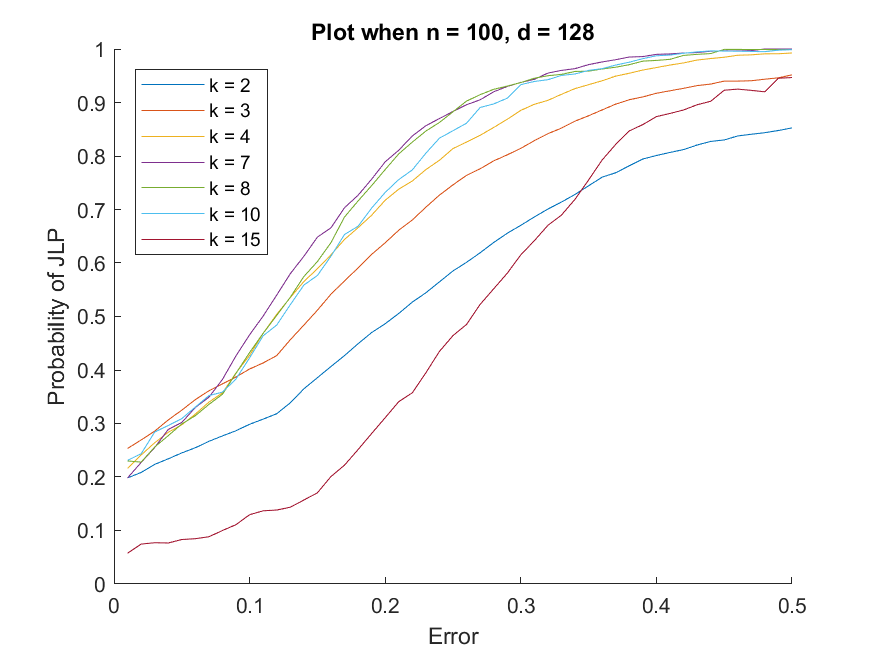 Plot when n = 100, d = 128
1
0.9
0.8
0.7
0.6
0.5
0.4
0.3
0.2
0.1
0
Probability of JLP
k = 2
k = 3
k = 4
k = 7
k = 8
k = 10
k = 15
0 0.1 0.2 0.3 0.4 0.5
Error